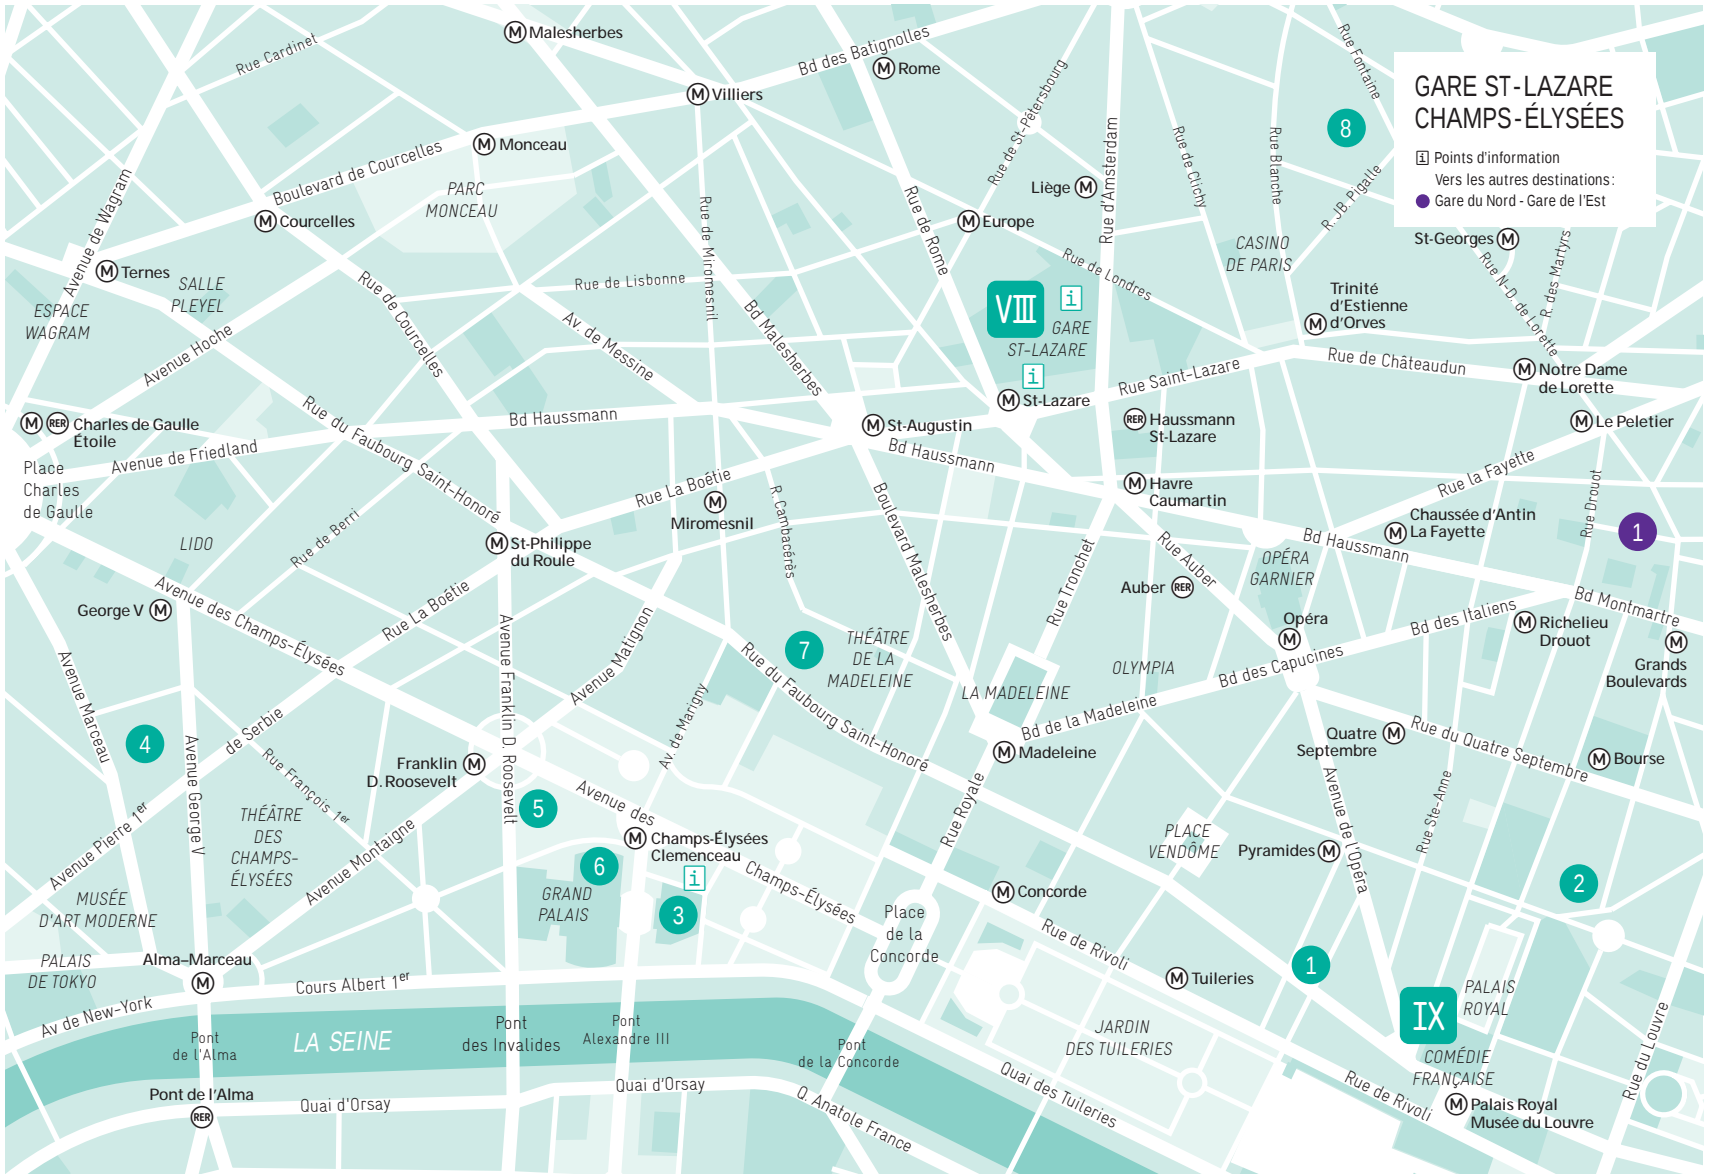 GARE ST-LAZARE
CHAMPS-ÉLYSÉES
i Points d'information
Vers les autres destinations:
Gare du Nord - Gare de l'Est
M Malesherbes
Rue Cardinet
Bd des Batignolles
M Rome
M Villiers
Rue Fontaine
8
M Monceau
Boulevard de Courcelles
PARC
MONCEAU
Rue de St-Pétersbourg
Rue d'Amsterdam
Rue de Clichy
Rue Blanche
R. JB. Pigalle
Liège M
M Courcelles
Avenue de Wagram
Rue de Miromesnil
Rue de Rome
M Europe
CASINO
DE PARIS
St-Georges M
R. des Martyrs
M Ternes
SALLE
PLEYEL
ESPACE
WAGRAM
Rue de Courcelles
Rue de Lisbonne
Rue de Londres
Rue N-D. de Lorette
Avenue Hoche
Av. de Messine
Bd Malesherbes
VIII
i
GARE
ST-LAZARE
i
Trinité
d'Estienne
M d'Orves
Rue de Châteaudun
M Notre Dame
de Lorette
Rue Saint-Lazare
M St-Lazare
M RER Charles de Gaulle
Étoile
Rue du Faubourg Saint-Honoré
Bd Haussmann
M St-Augustin
RER Haussmann
St-Lazare
M Le Peletier
Avenue de Friedland
Bd Haussmann
Place
Charles
de Gaulle
Rue La Boétie
Rue la Fayette
M
Miromesnil
R. Cambacérès
Boulevard Malesherbes
M Havre
Caumartin
Chaussée d'Antin
M La Fayette
Rue Drouot
1
LIDO
Rue de Berri
M St-Philippe
du Roule
Rue Tronchet
Rue Auber
OPÉRA
GARNIER
Bd Haussmann
Auber RER
George V M
Avenue des Champs-Élysées
Rue La Boétie
Avenue Franklin D. Roosevelt
Avenue Matignon
7
THÉÂTRE
DE LA
MADELEINE
Opéra
M
Bd des Italiens
M Richelieu
Drouot
Bd Montmartre
M
Grands
Boulevards
Avenue Marceau
Rue du Faubourg Saint-Honoré
LA MADELEINE
OLYMPIA
Bd des Capucines
Bd de la Madeleine
4
Avenue George V
de Serbie
Rue François 1er
Av. de Marigny
M Madeleine
Quatre M
Septembre
Rue du Quatre Septembre
M Bourse
Franklin M
D. Roosevelt
5
Avenue des
Rue Royale
Avenue de l'Opéra
Rue Ste-Anne
Avenue Pierre 1er
THÉÂTRE
DES
CHAMPS-
ÉLYSÉES
Avenue Montaigne
M Champs-Élysées
Clemenceau
i
PLACE
VENDÔME
Pyramides M
6
Champs-Élysées
MUSÉE
D'ART MODERNE
GRAND
PALAIS
3
M Concorde
2
Place
de la
Concorde
Rue de Rivoli
PALAIS
DE TOKYO
Alma–Marceau
M
Cours Albert 1er
M Tuileries
1
IX
PALAIS
ROYAL
Av de New-York
Pont
de l'Alma
LA SEINE
Pont
des Invalides
Pont
Alexandre III
Pont
de la Concorde
JARDIN
DES TUILERIES
COMÉDIE
FRANÇAISE
Rue du Louvre
Pont de l'Alma
RER
Quai d'Orsay
Quai d'Orsay
Q. Anatole France
Quai des Tuileries
Rue de Rivoli
M Palais Royal
Musée du Louvre